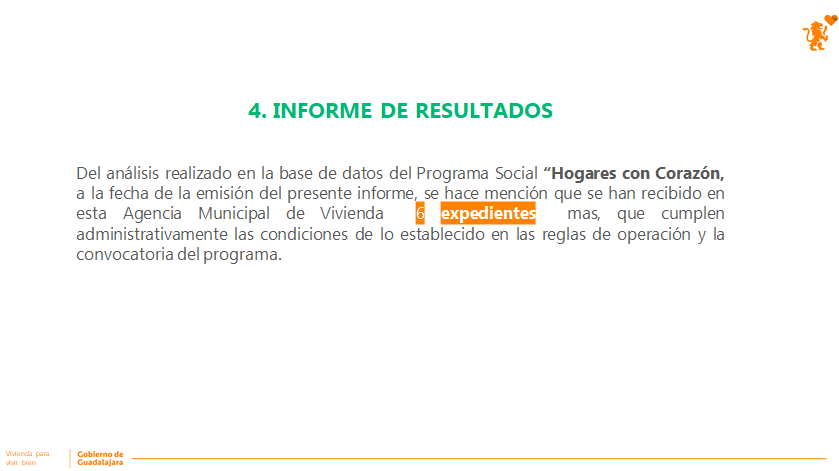 4. INFORME DE RESULTADOS
Del análisis realizado en la base de datos del Programa Social “Hogares con Corazón,
a la fecha de la emisión del presente informe, se hace mención que se han recibido en
esta Agencia Municipal de Vivienda 6 expedientes mas, que cumplen
administrativamente las condiciones de lo establecido en las reglas de operación y la
convocatoria del programa.
Vivienda para
vivir bien
Gobierno de
Guadalajara